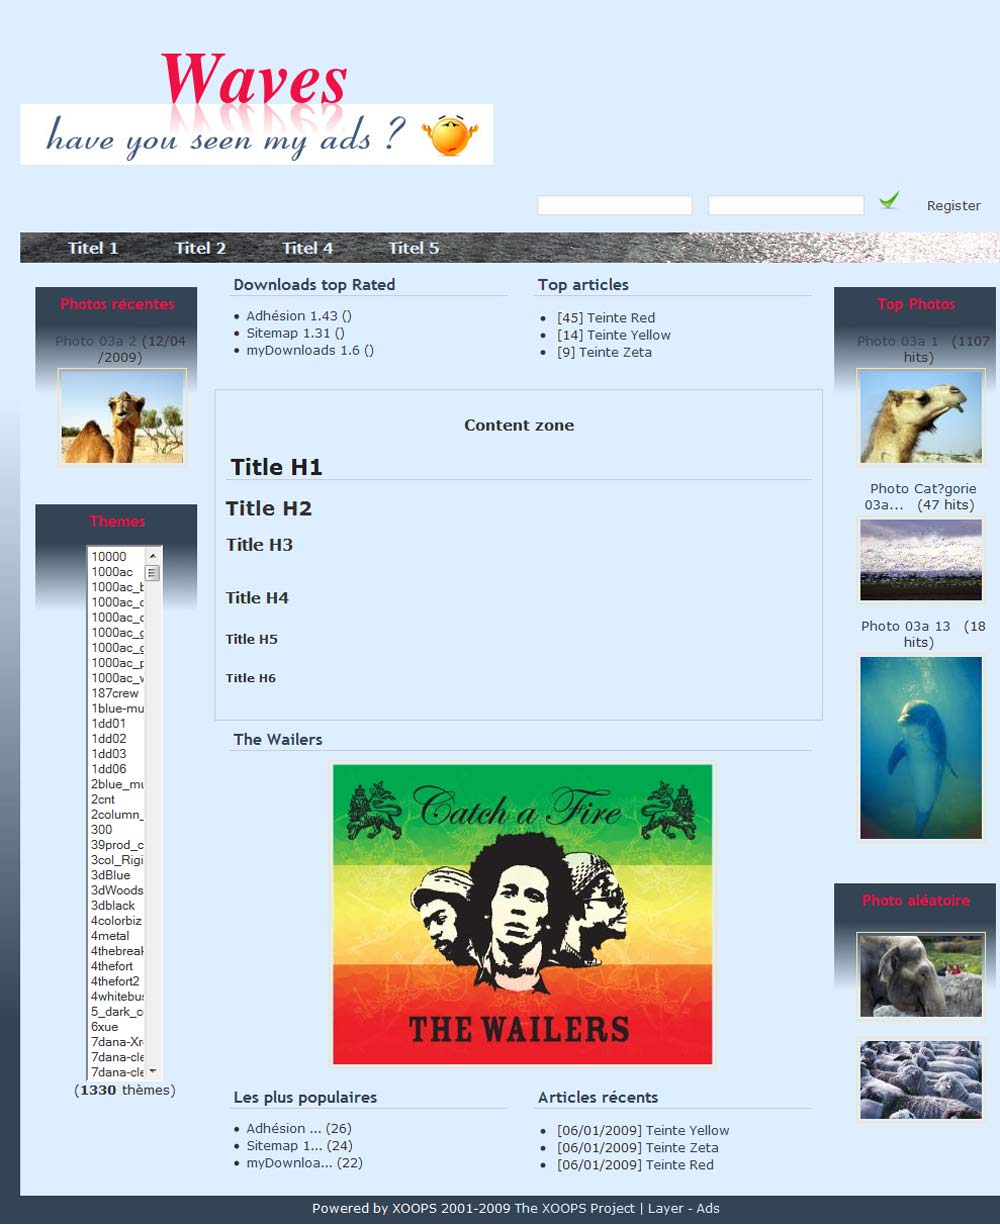 Waves
have you seen my ads ?
Register
Titel 1 Titel 2 Titel 4 Titel 5
Photos récentes
Photo 03a 2 (12/04
/2009)
Themes
10000
1000ac
1000ac_b
1000ac_c
1000ac_c
1000ac_g
1000ac_g
1000ac_p
1000ac_v
187crew
1blue-mu
1dd01
1dd02
1dd03
1dd06
2blue_mu
2cnt
2column_
300
39prod_c
3col_Rigi
3dBlue
3dWoods
3dblack
4colorbiz
4metal
4thebreak
4thefort
4thefort2
4whitebus
5_dark_c
6xue
7dana-Xr
7dana-cle
7dana-cle
(1330 thèmes)
Downloads top Rated
Adhésion 1.43 ()
Sitemap 1.31 ()
myDownloads 1.6 ()
Top articles
[45] Teinte Red
[14] Teinte Yellow
[9] Teinte Zeta
Content zone
Title H1
Title H2
Title H3
Title H4
Title H5
Title H6
The Wailers
Catch a Fire
THE WAILERS
Les plus populaires
Adhésion ... (26)
Sitemap 1... (24)
myDownloa... (22)
Articles récents
[06/01/2009] Teinte Yellow
[06/01/2009] Teinte Zeta
[06/01/2009] Teinte Red
Top Photos
Photo 03a 1 (1107
hits)
Photo Cat?gorie
03a... (47 hits)
Photo 03a 13 (18
hits)
Photo aléatoire
Powered by XOOPS 2001-2009 The XOOPS Project | Layer - Ads